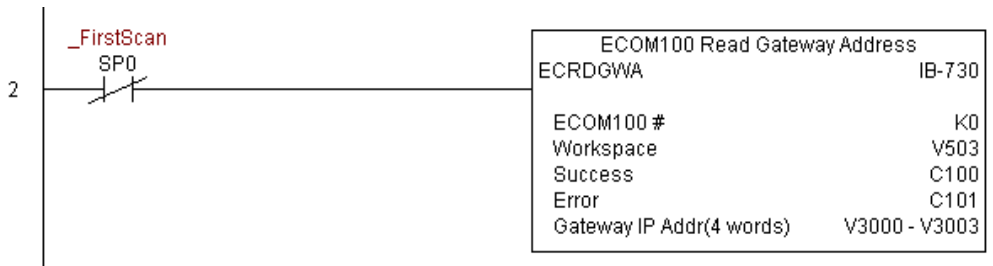 _FirstScan
SP0
2
ECOM100 Read Gateway Address
ECRDGWA IB-730
ECOM100 # K0
Workspace V503
Success C100
Error C101
Gateway IP Addr(4 words) V3000 - V3003